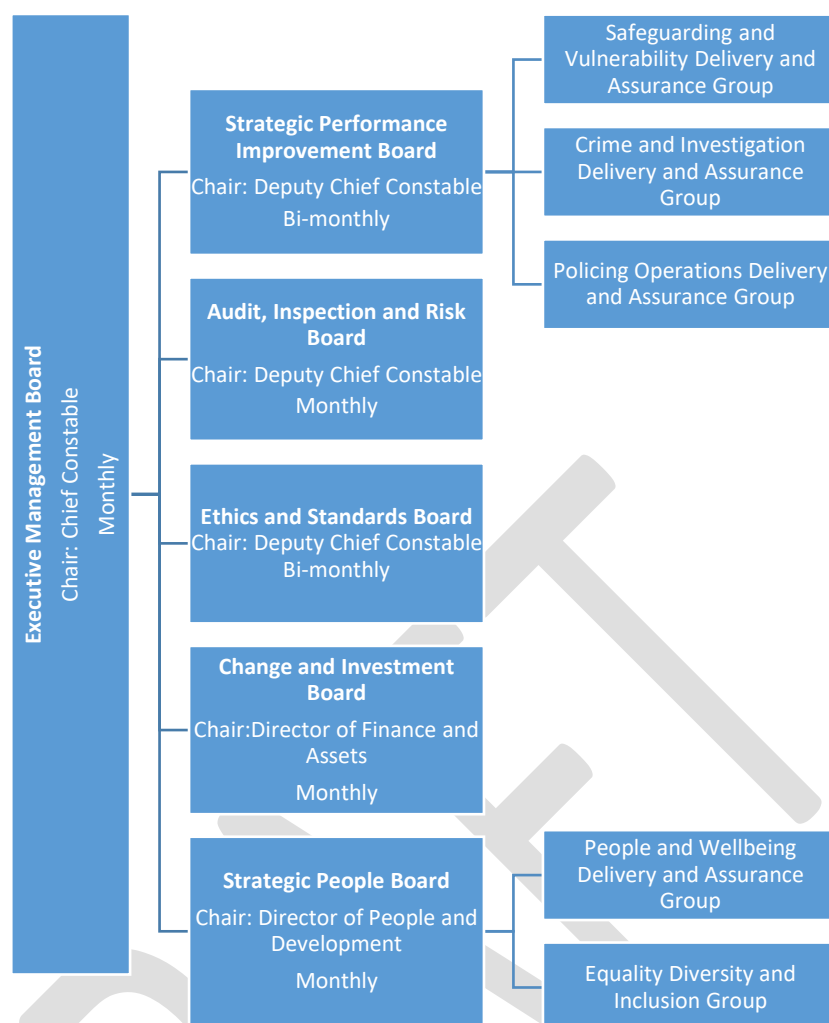 Executive Management Board
Chair: Chief Constable
Monthly
Strategic Performance
Improvement Board
Chair: Deputy Chief Constable
Bi-monthly
Safeguarding and
Vulnerability Delivery and
Assurance Group
Crime and Investigation
Delivery and Assurance
Group
Policing Operations Delivery
and Assurance Group
Audit, Inspection and Risk
Board
Chair: Deputy Chief Constable
Monthly
Ethics and Standards Board
Chair: Deputy Chief Constable
Bi-monthly
Change and Investment
Board
Chair:Director of Finance and
Assets
Monthly
Strategic People Board
Chair: Director of People and
Development
Monthly
People and Wellbeing
Delivery and Assurance
Group
Equality Diversity and
Inclusion Group